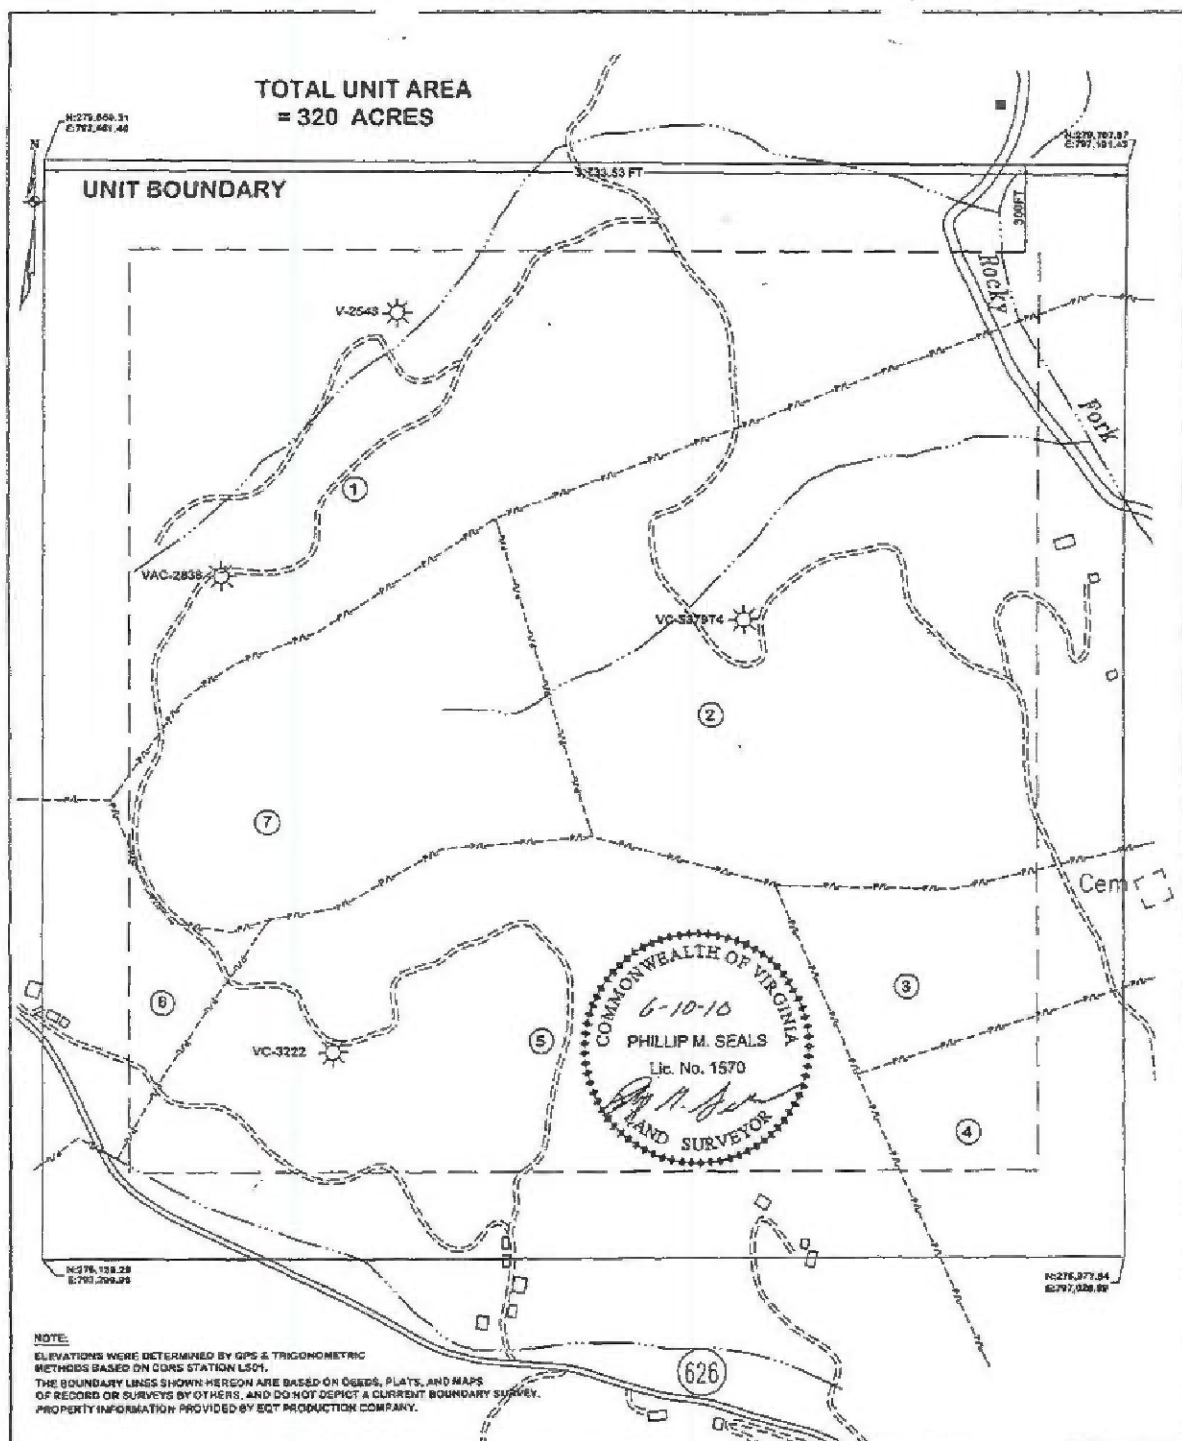 TOTAL UNIT AREA
= 320 ACRES
UNIT BOUNDARY
N
300FT
Rocky
Fork
V-2543
1
VAC-2838
VC-537974
2
7
Cem
3
6
5
4
VC-3222
COMMONWEALTH OF VIRGINIA
6-10-10
PHILLIP M. SEALS
Lic. No. 1570
LAND SURVEYOR
626
NOTE:
ELEVATIONS WERE DETERMINED BY GPS & TRIGONOMETRIC
METHODS BASED ON CORS STATION LS01.
THE BOUNDARY LINES SHOWN HEREON ARE BASED ON DEEDS, PLATS, AND MAPS
OF RECORD OR SURVEYS BY OTHERS, AND DO NOT DEPICT A CURRENT BOUNDARY SURVEY.
PROPERTY INFORMATION PROVIDED BY EQT PRODUCTION COMPANY.